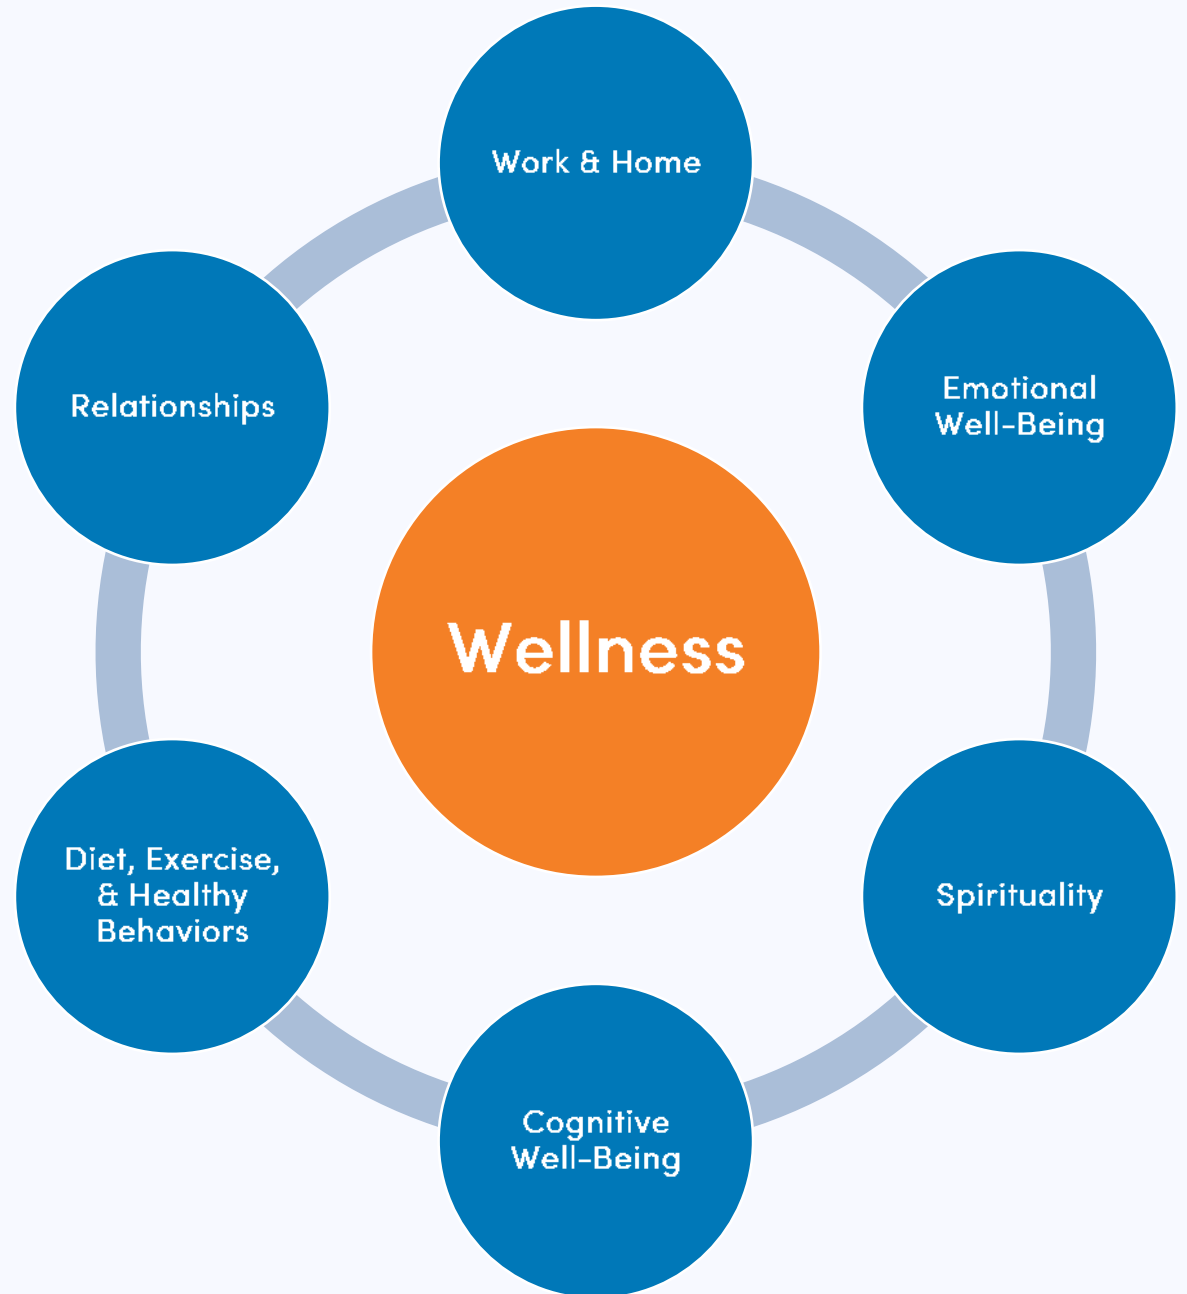 Work & Home
Emotional
Well-Being
Relationships
Wellness
Diet, Exercise,
& Healthy
Behaviors
Spirituality
Cognitive
Well-Being